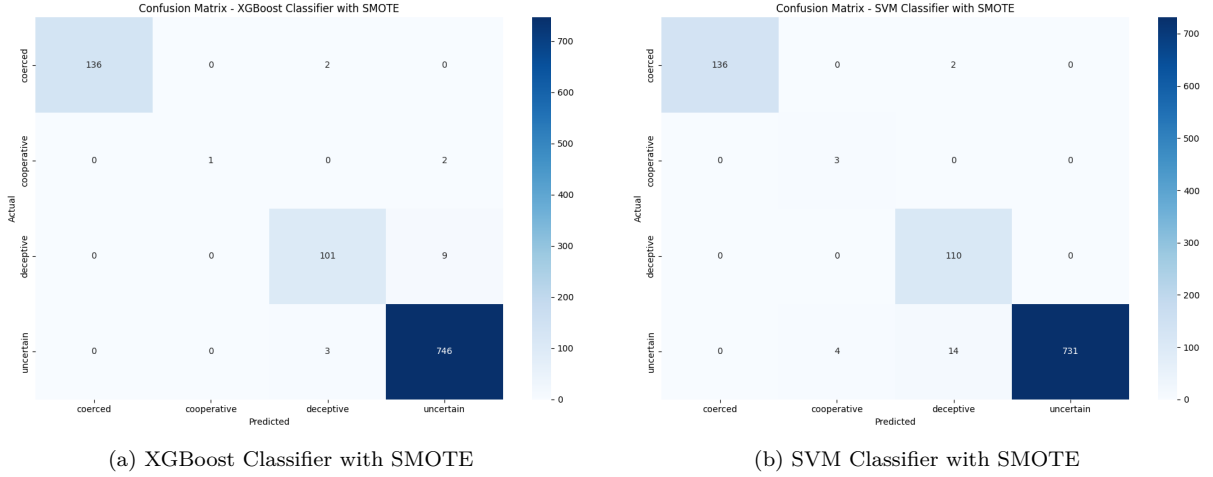 Confusion Matrix - XGBoost Classifier with SMOTE
coerced
cooperative
deceptive
uncertain
Actual
136 0 2 0
0 1 0 2
0 0 101 9
0 0 3 746
coerced cooperative deceptive uncertain
Predicted
700
600
500
400
300
200
100
0
(a) XGBoost Classifier with SMOTE
Confusion Matrix - SVM Classifier with SMOTE
coerced
cooperative
deceptive
uncertain
Actual
136 0 2 0
0 3 0 0
0 0 110 0
0 4 14 731
coerced cooperative deceptive uncertain
Predicted
700
600
500
400
300
200
100
0
(b) SVM Classifier with SMOTE